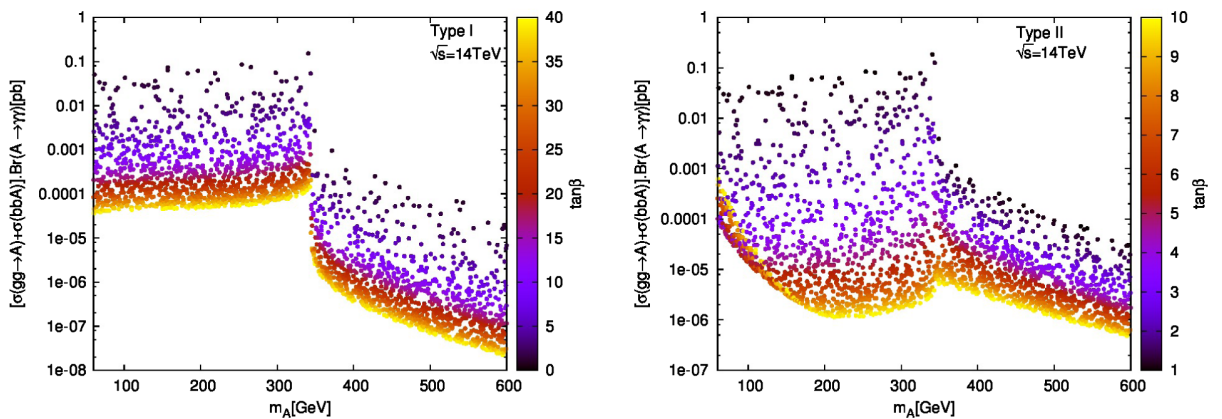 [σ(gg→A)+σ(bbA)].Br(A →γγ)[pb]
1
0.1
0.01
0.001
0.0001
1e-05
1e-06
1e-07
1e-08
Type I
√s=14TeV
100
200
300
400
500
600
m_A[GeV]
40
35
30
25
20
15
10
5
0
tanβ
[σ(gg→A)+σ(bbA)].Br(A →γγ)[pb]
1
0.1
0.01
0.001
0.0001
1e-05
1e-06
1e-07
Type II
√s=14TeV
100
200
300
400
500
600
m_A[GeV]
10
9
8
7
6
5
4
3
2
1
tanβ